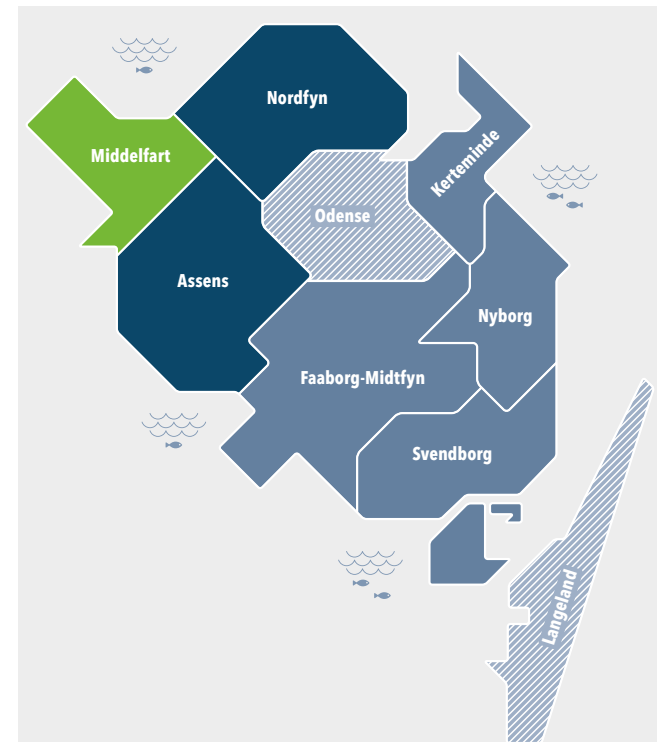 Nordfyn
Middelfart
Kerteminde
Odense
Assens
Nyborg
Faaborg-Midtfyn
Svendborg
Langeland